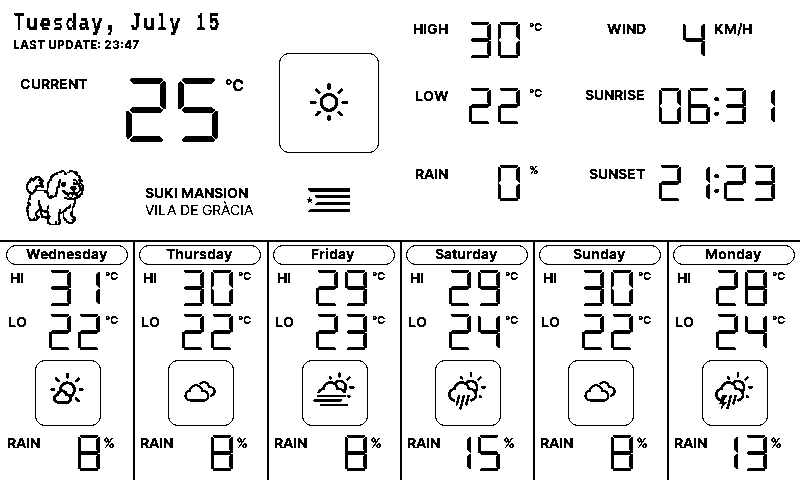 Tuesday, July 15
LAST UPDATE: 23:47
CURRENT 25 °C
HIGH 30 °C
WIND 4 KM/H
LOW 22 °C
SUNRISE 06:31
RAIN 0 %
SUNSET 21:23
SUKI MANSION
VILA DE GRÀCIA
Wednesday
HI 31 °C
LO 22 °C
RAIN 8 %
Thursday
HI 30 °C
LO 22 °C
RAIN 8 %
Friday
HI 29 °C
LO 23 °C
RAIN 8 %
Saturday
HI 29 °C
LO 24 °C
RAIN 15 %
Sunday
HI 30 °C
LO 22 °C
RAIN 8 %
Monday
HI 28 °C
LO 24 °C
RAIN 13 %